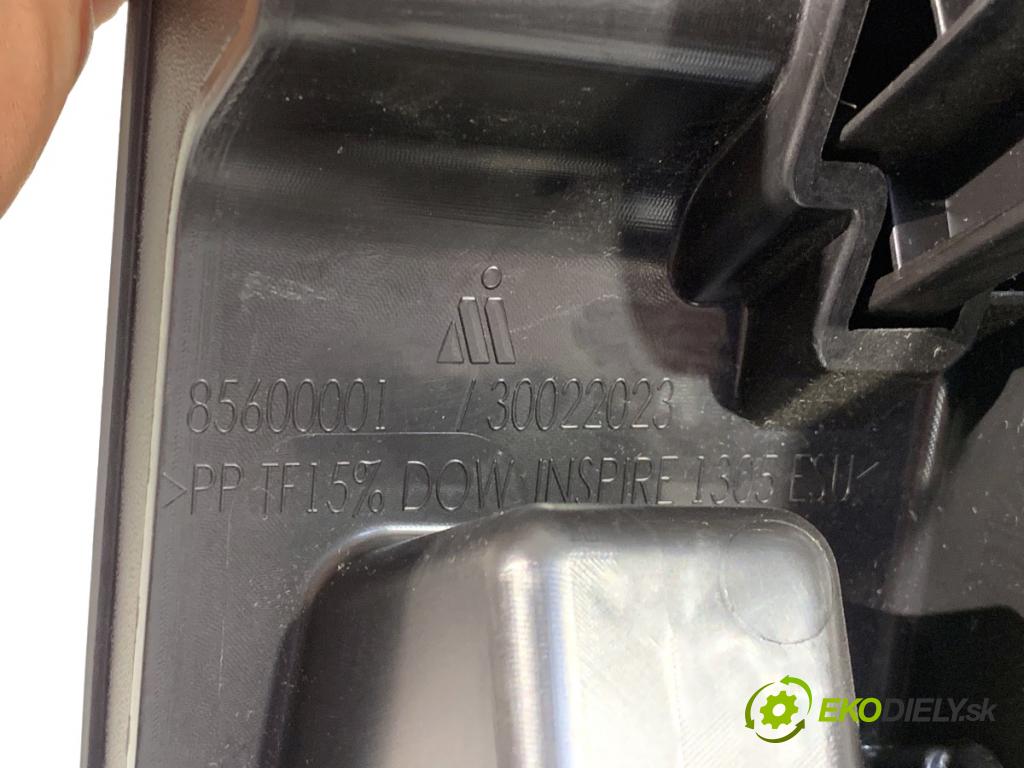 85600001 / 30022023
>PP TF15% DOW INSPIRE 1305 ESU<
EKODIELY.sk